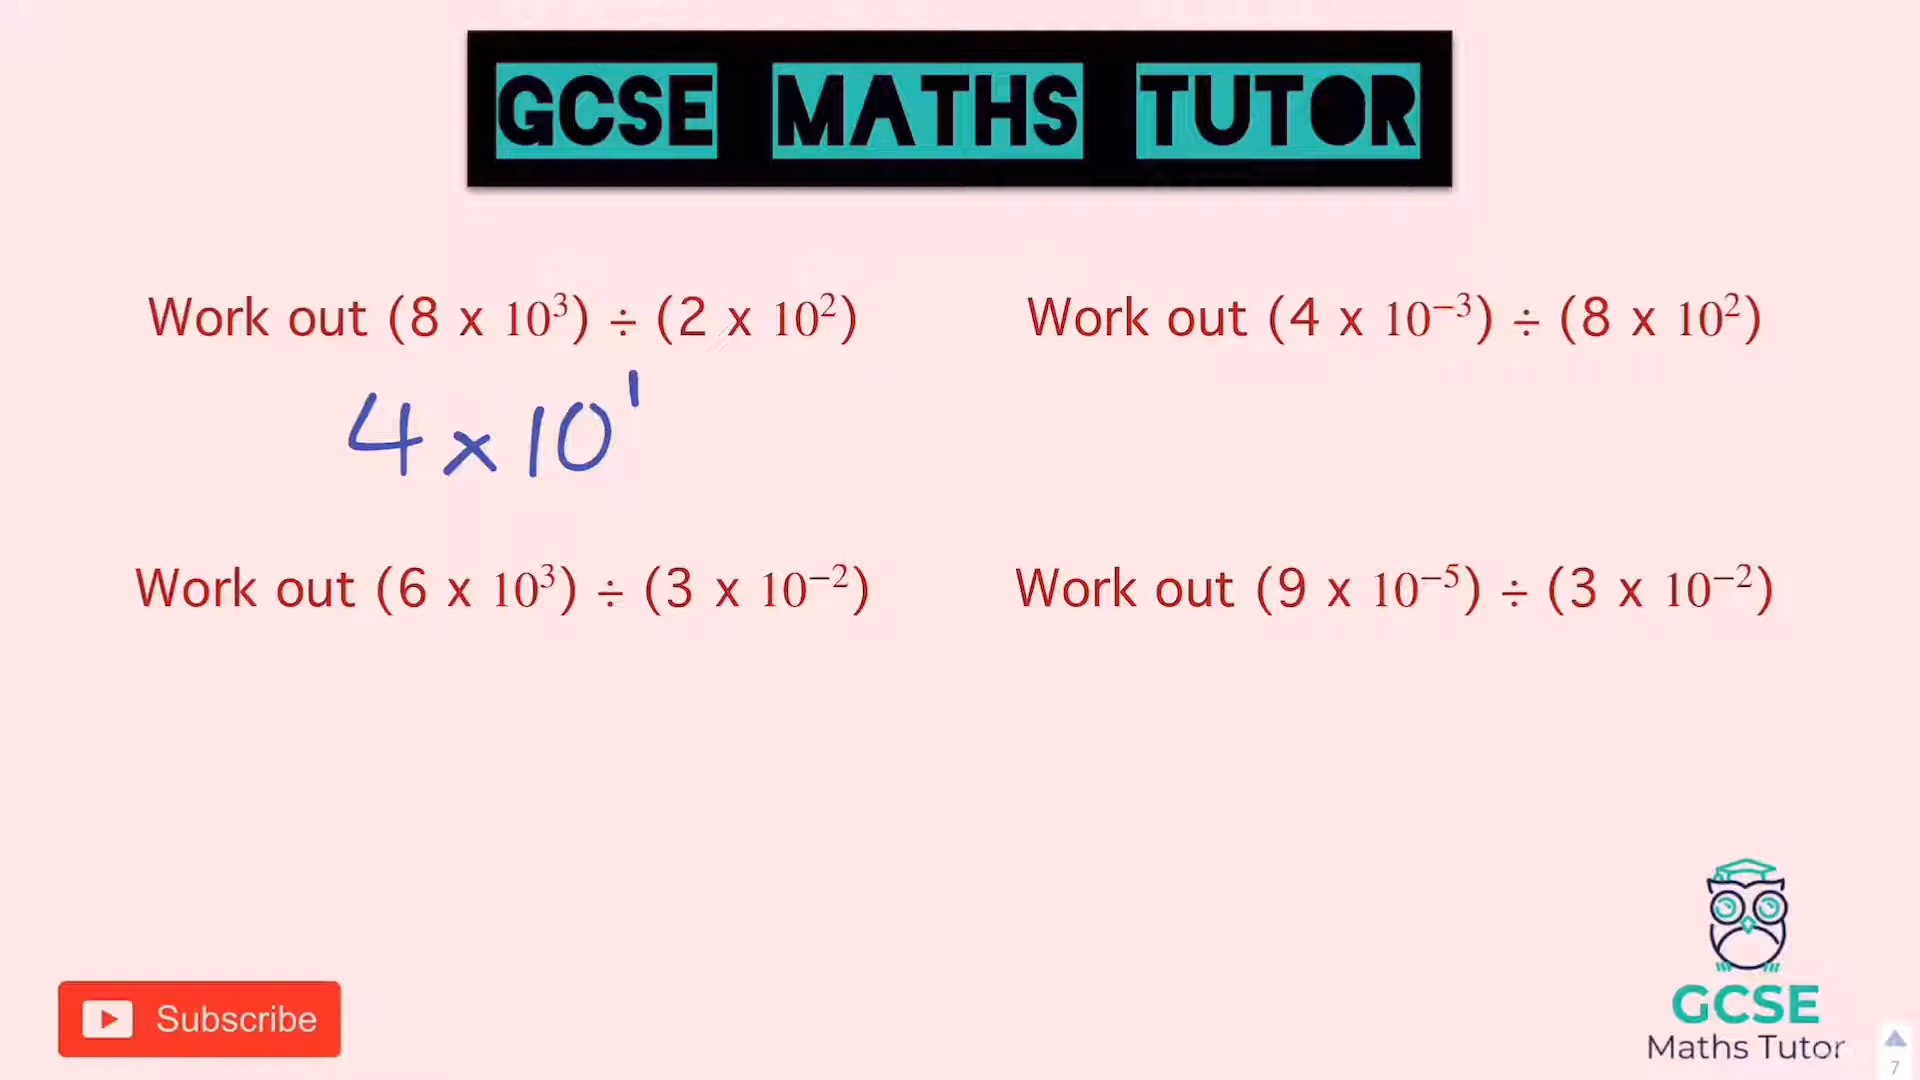 GCSE MATHS TUTOR
Work out (8 x 10³) ÷ (2 x 10²)
4 x 10¹
Work out (4 x 10⁻³) ÷ (8 x 10²)
Work out (6 x 10³) ÷ (3 x 10⁻²)
Work out (9 x 10⁻⁵) ÷ (3 x 10⁻²)
Subscribe
GCSE
Maths Tutor
7